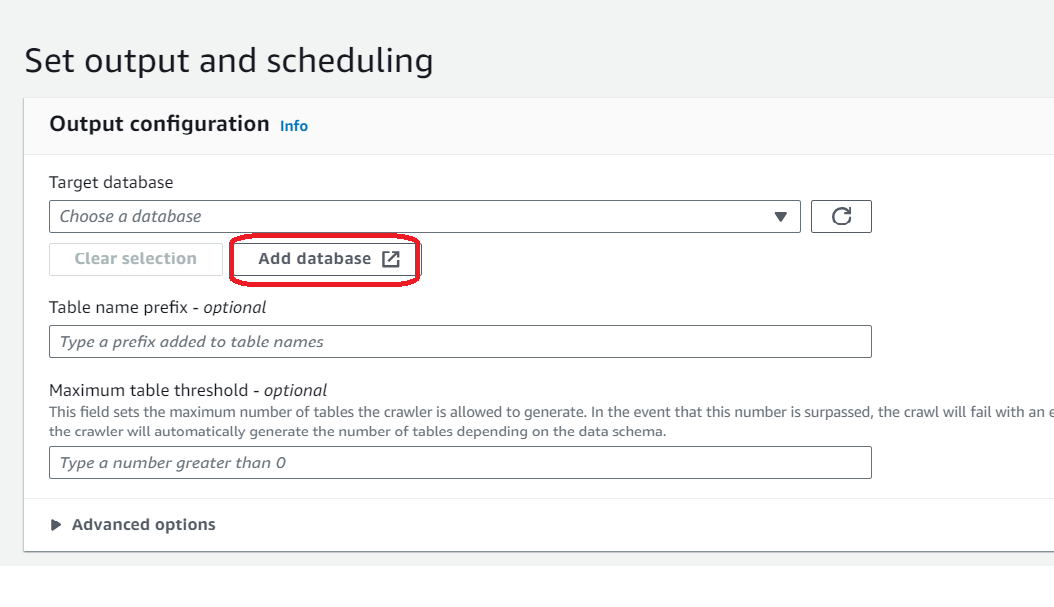 Set output and scheduling
Output configuration Info
Target database
Choose a database
Clear selection Add database
Table name prefix - optional
Type a prefix added to table names
Maximum table threshold - optional
This field sets the maximum number of tables the crawler is allowed to generate. In the event that this number is surpassed, the crawl will fail with an
the crawler will automatically generate the number of tables depending on the data schema.
Type a number greater than 0
Advanced options